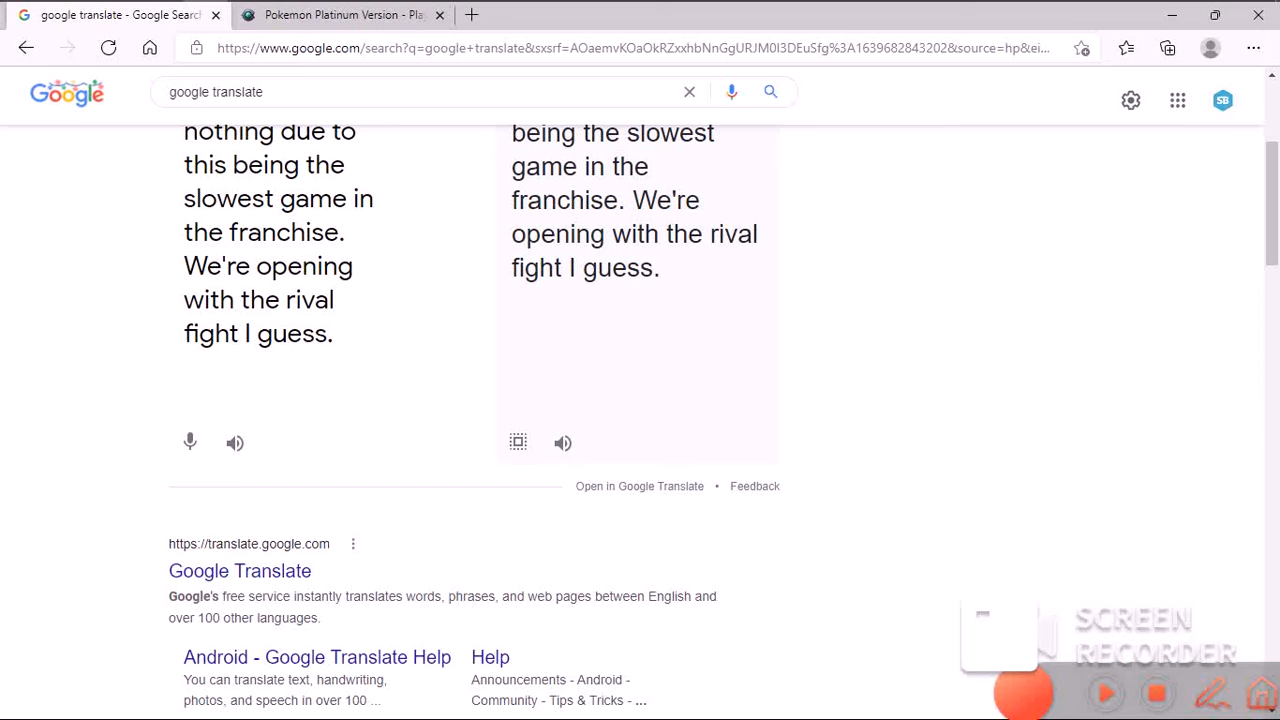 google translate - Google Searc
Pokemon Platinum Version - Pla
https://www.google.com/search?q=google+translate&sxsrf=AOaemvKOaOkRZxxhbNnGgURJM0I3DEuSfg%3A1639682843202&source=hp&ei...
Google
google translate
SB
nothing due to
this being the
slowest game in
the franchise.
We're opening
with the rival
fight I guess.
being the slowest
game in the
franchise. We're
opening with the rival
fight I guess.
Open in Google Translate • Feedback
https://translate.google.com
Google Translate
Google's free service instantly translates words, phrases, and web pages between English and
over 100 other languages.
Android - Google Translate Help
You can translate text, handwriting,
photos, and speech in over 100 ...
Help
Announcements - Android -
Community - Tips & Tricks - ...
SCREEN
RECORDER